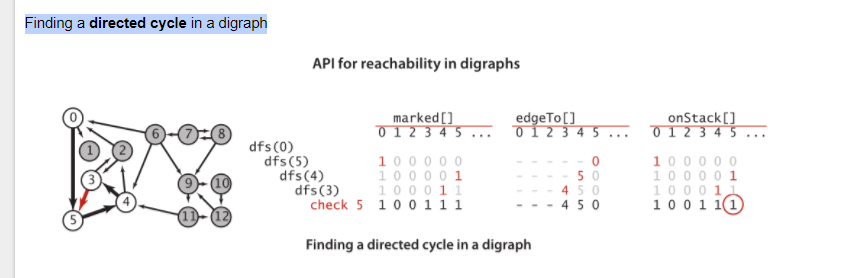 Finding a directed cycle in a digraph
API for reachability in digraphs
marked[] edgeTo[] onStack[]
0 1 2 3 4 5 ... 0 1 2 3 4 5 ... 0 1 2 3 4 5 ...
0
6 7 8
1 2
3 9 10
4
5 11 12
dfs(0)
dfs(5) 1 0 0 0 0 0 - - - - - 0 1 0 0 0 0 0
dfs(4) 1 0 0 0 0 1 - - - - 5 0 1 0 0 0 0 1
dfs(3) 1 0 0 0 1 1 - - - 4 5 0 1 0 0 0 1 1
check 5 1 0 0 1 1 1 - - - 4 5 0 1 0 0 1 1 1
Finding a directed cycle in a digraph